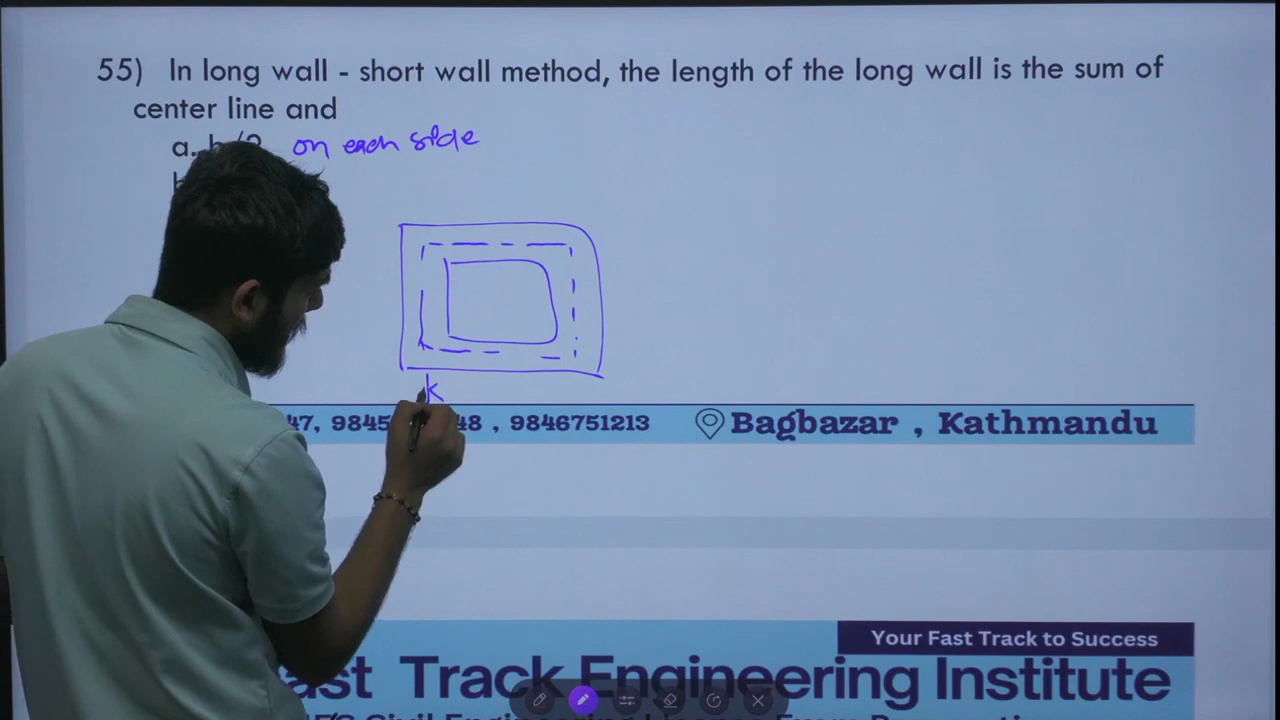 55) In long wall - short wall method, the length of the long wall is the sum of
center line and
a. on each side
k
47, 9845 48 , 9846751213 Bagbazar , Kathmandu
Your Fast Track to Success
ast Track Engineering Institute